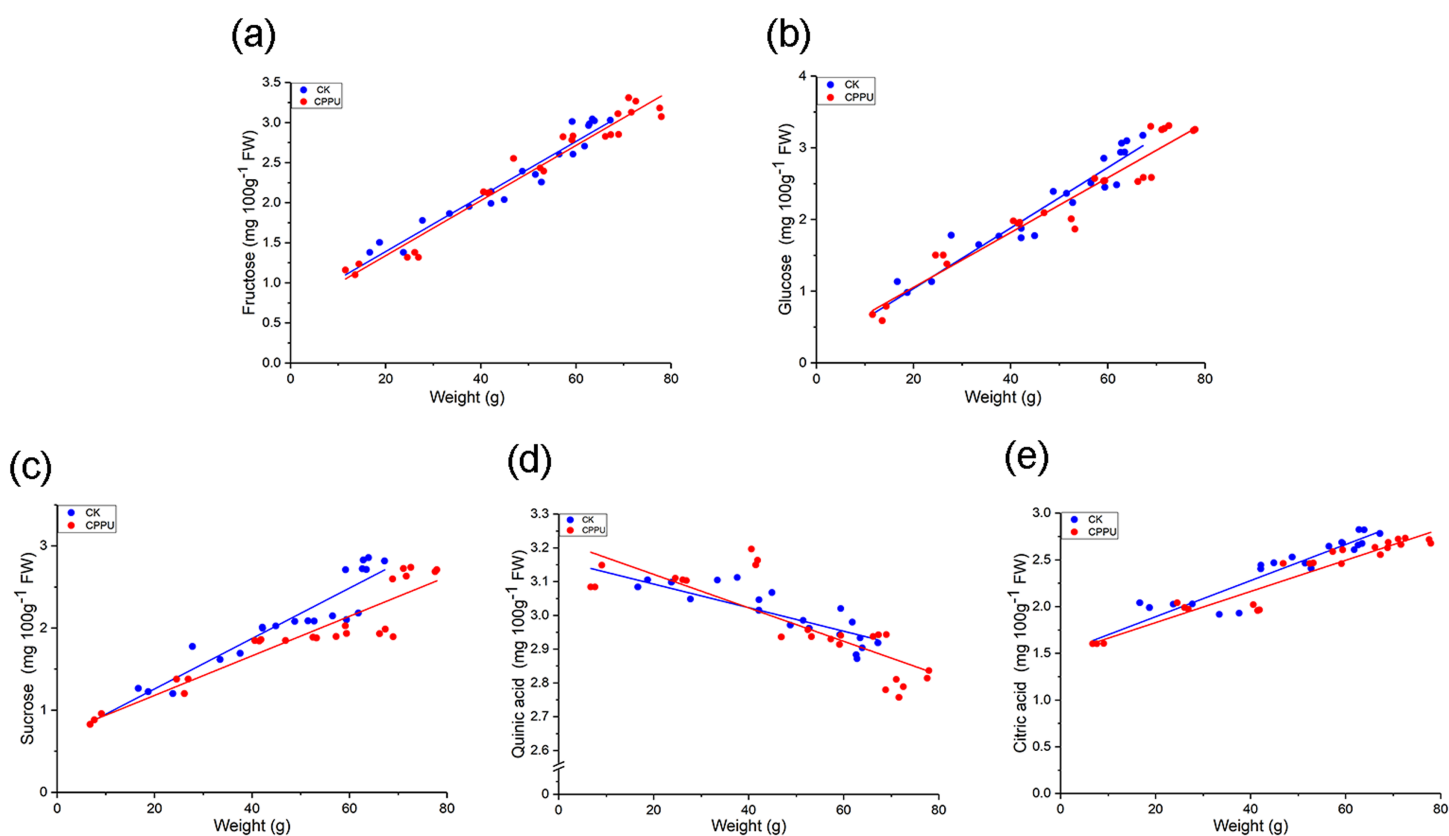 (a)
CK
CPPU
3.5
3.0
2.5
2.0
1.5
1.0
0.5
0.0
Fructose (mg 100g⁻¹ FW)
0 20 40 60 80
Weight (g)
(b)
CK
CPPU
4
3
2
1
0
Glucose (mg 100g⁻¹ FW)
0 20 40 60 80
Weight (g)
(c)
CK
CPPU
3
2
1
0
Sucrose (mg 100g⁻¹ FW)
0 20 40 60 80
Weight (g)
(d)
CK
CPPU
3.3
3.2
3.1
3.0
2.9
2.8
2.7
2.6
0
Quinic acid (mg 100g⁻¹ FW)
0 20 40 60 80
Weight (g)
(e)
CK
CPPU
3.0
2.5
2.0
1.5
1.0
0.5
0.0
Citric acid (mg 100g⁻¹ FW)
0 20 40 60 80
Weight (g)